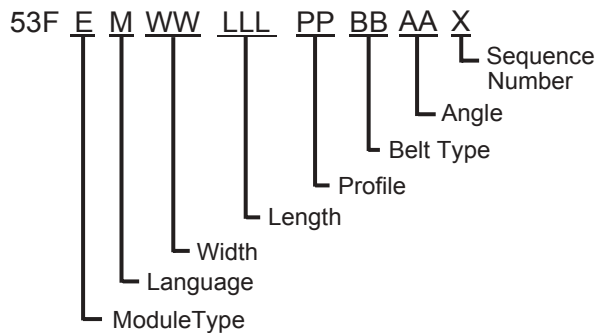 53F E M WW LLL PP BB AA X
Sequence
Number
Angle
Belt Type
Profile
Length
Width
Language
ModuleType